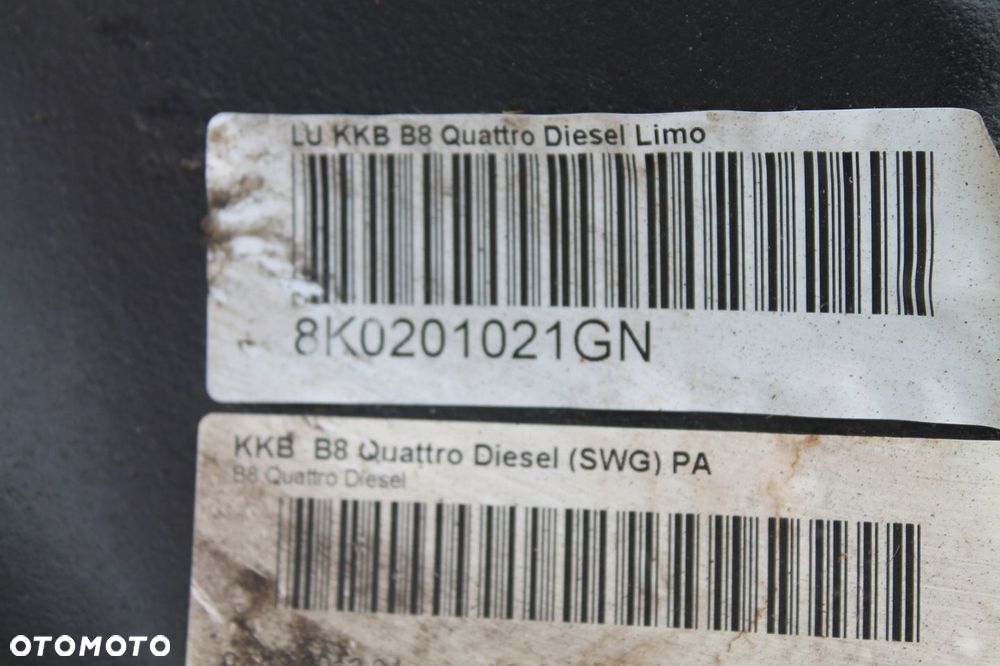 LU KKB B8 Quattro Diesel Limo
8K0201021GN
KKB B8 Quattro Diesel (SWG) PA
B8 Quattro Diesel
OTOMOTO